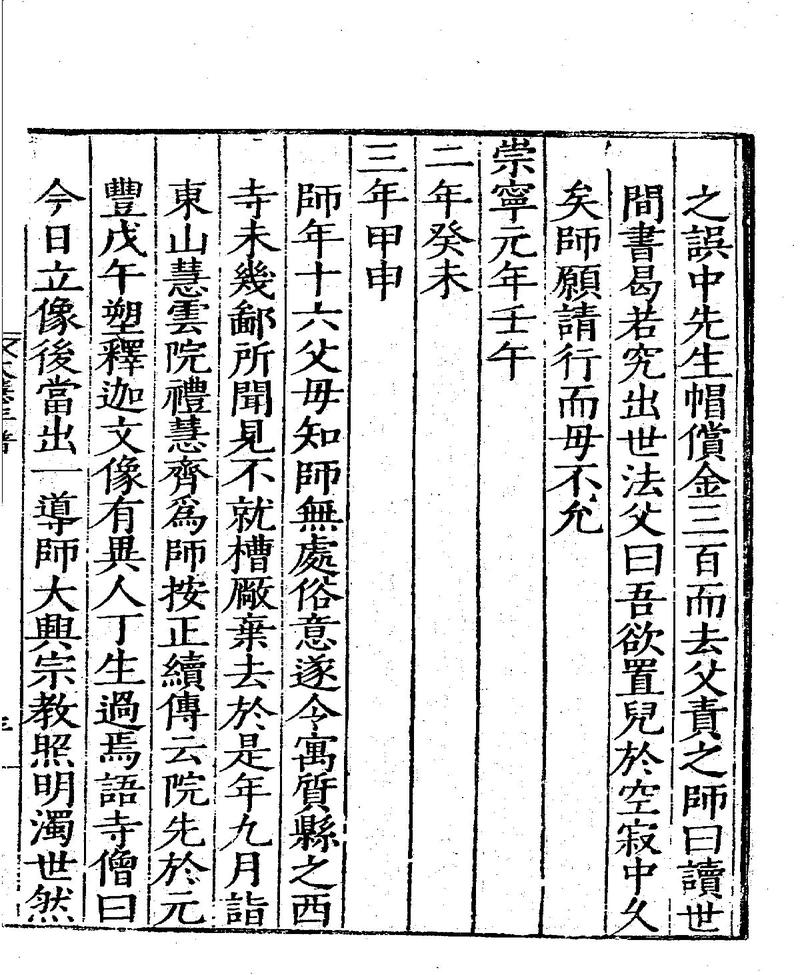 之誤中先生帽償金三百而去父責之師曰讀世
間書曷若究出世法父曰吾欲置兒於空寂中久
矣師願請行而毋不允
崇寧元年壬午
二年癸未
三年甲申
師年十六父毋知師無處俗意遂令寓質縣之西
寺未幾鄙所聞見不就槽厰棄去於是年九月詣
東山慧雲院禮慧齊爲師按正續傳云院先於元
豐戊午塑釋迦文像有異人丁生過焉語寺僧曰
今日立像後當出一導師大興宗教照明濁世然